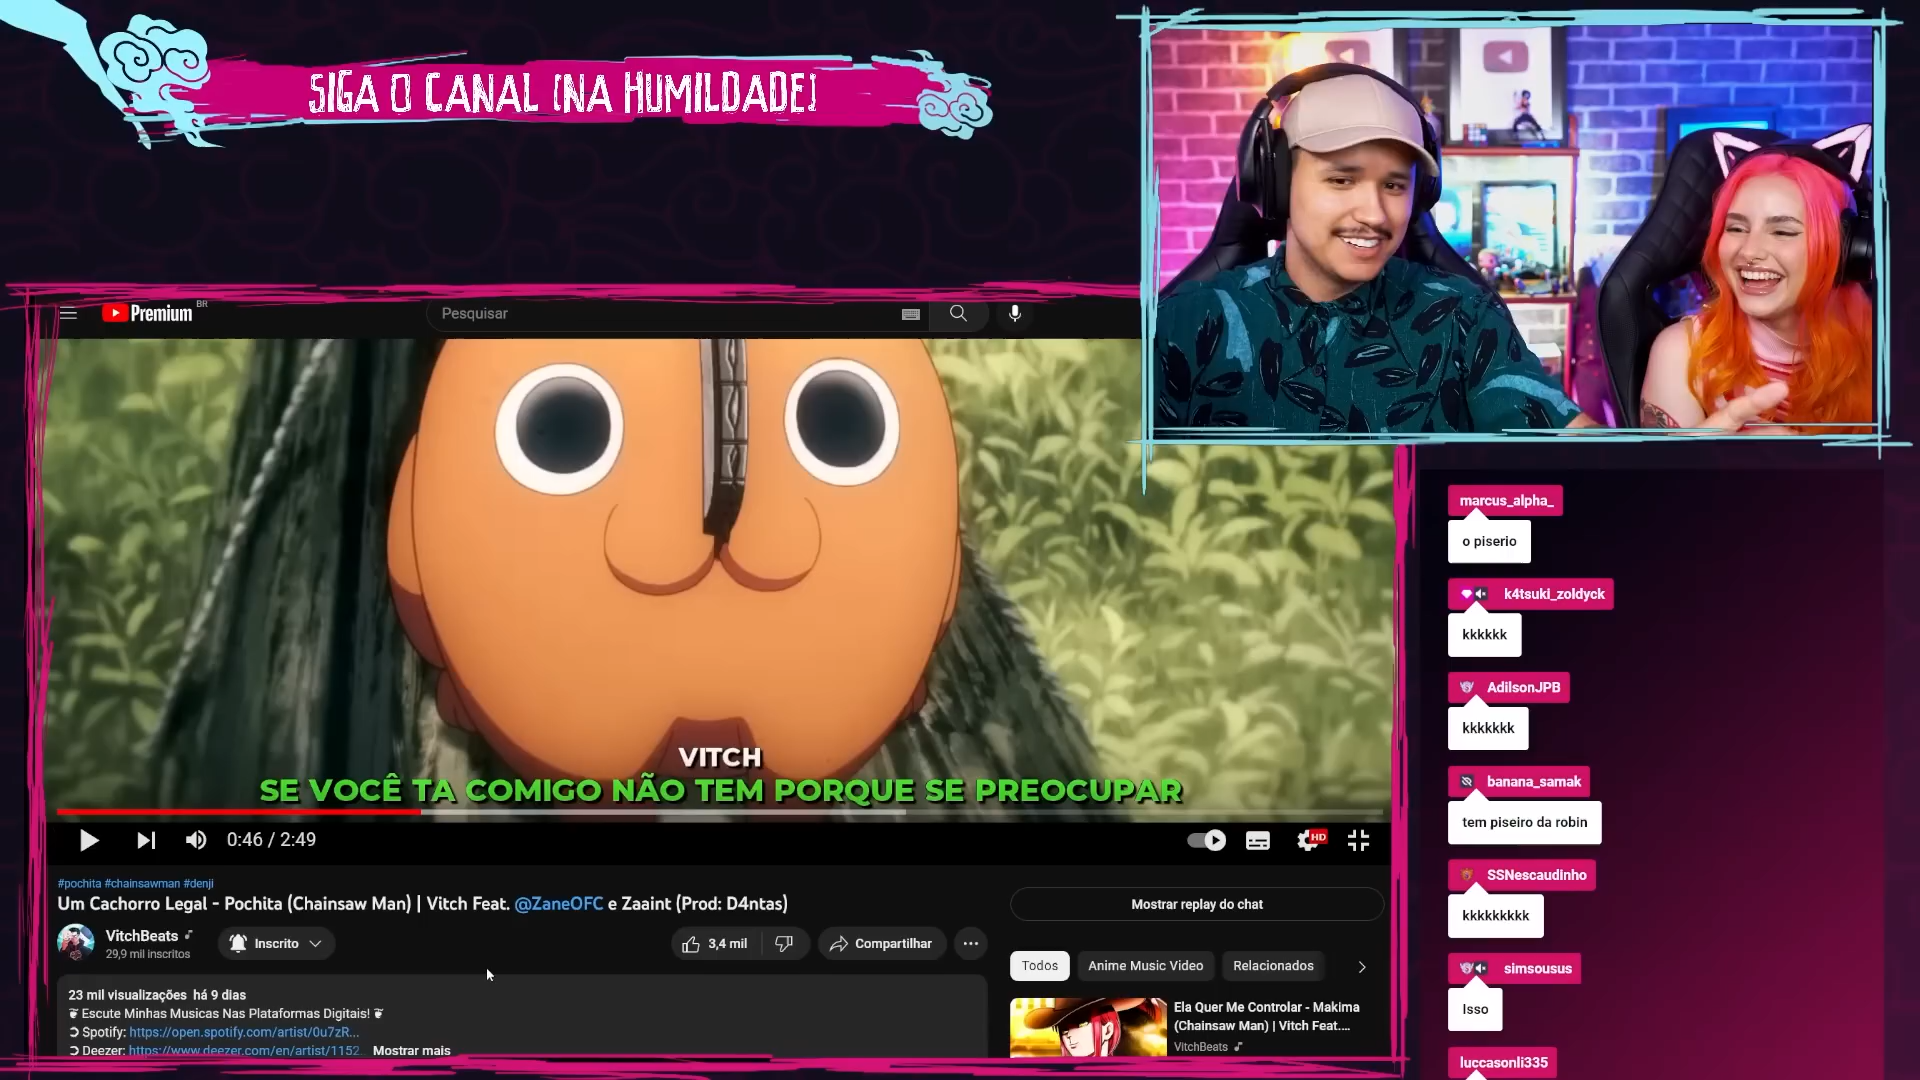 SIGA O CANAL (NA HUMILDADE)
Premium BR
Pesquisar
VITCH
SE VOCÊ TA COMIGO NÃO TEM PORQUE SE PREOCUPAR
0:46 / 2:49
HD
#pochita #chainsawman #denji
Um Cachorro Legal - Pochita (Chainsaw Man) | Vitch Feat. @ZaneOFC e Zaaint (Prod: D4ntas)
VitchBeats
29,9 mil inscritos
Inscrito
3,4 mil
Compartilhar
23 mil visualizações há 9 dias
Escute Minhas Musicas Nas Plataformas Digitais!
Spotify: https://open.spotify.com/artist/0u7zR...
Deezer: https://www.deezer.com/en/artist/1152... Mostrar mais
Mostrar replay do chat
Todos
Anime Music Video
Relacionados
Ela Quer Me Controlar - Makima
(Chainsaw Man) | Vitch Feat....
VitchBeats
marcus_alpha_
o piserio
k4tsuki_zoldyck
kkkkkk
AdilsonJPB
kkkkkkk
banana_samak
tem piseiro da robin
SSNescaudinho
kkkkkkkkk
simsousus
Isso
luccasonli335